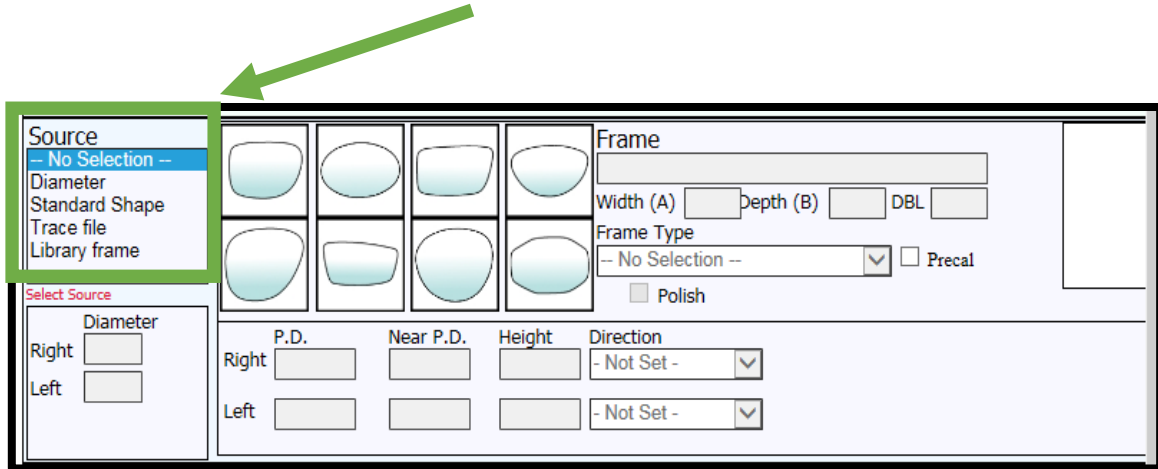 Source
-- No Selection --
Diameter
Standard Shape
Trace file
Library frame
Select Source
Diameter
Right
Left
Frame
Width (A) Depth (B) DBL
Frame Type
-- No Selection -- Precal
Polish
P.D. Near P.D. Height Direction
Right - Not Set -
Left - Not Set -